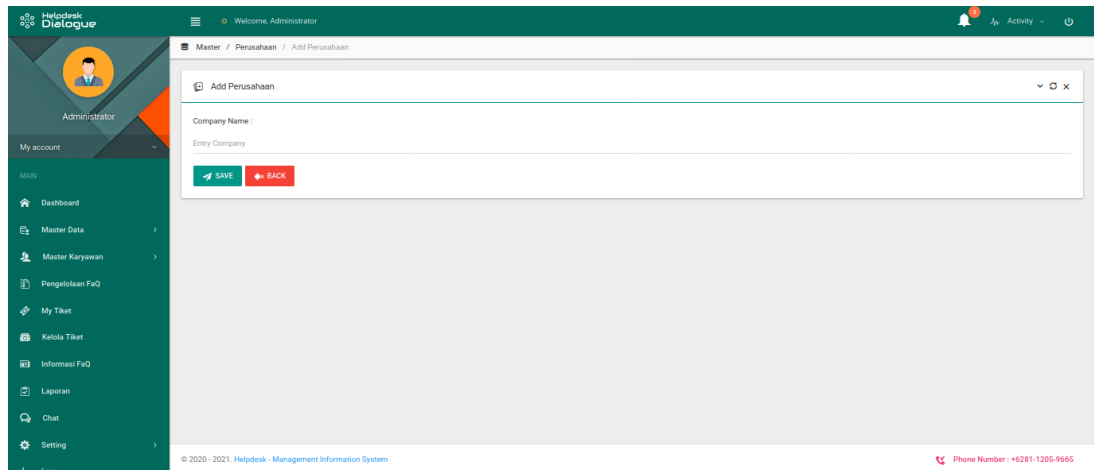 Helpdesk
Dialogue
Welcome, Administrator
Activity
Master / Perusahaan / Add Perusahaan
Administrator
My account
MAIN
Dashboard
Master Data
Master Karyawan
Pengelolaan FaQ
My Tiket
Kelola Tiket
Informasi FaQ
Laporan
Chat
Setting
Add Perusahaan
Company Name :
Entry Company
SAVE BACK
© 2020 - 2021. Helpdesk - Management Information System
Phone Number : +6281-1205-9665